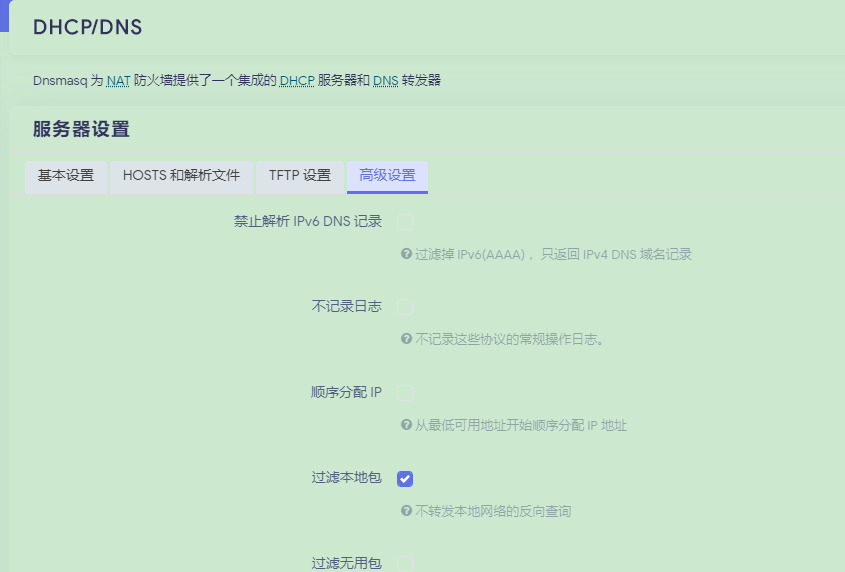 DHCP/DNS
Dnsmasq 为 NAT 防火墙提供了一个集成的 DHCP 服务器和 DNS 转发器
服务器设置
基本设置 HOSTS 和解析文件 TFTP 设置 高级设置
禁止解析 IPv6 DNS 记录
过滤掉 IPv6(AAAA) ，只返回 IPv4 DNS 域名记录
不记录日志
不记录这些协议的常规操作日志。
顺序分配 IP
从最低可用地址开始顺序分配 IP 地址
过滤本地包
不转发本地网络的反向查询
过滤无用包